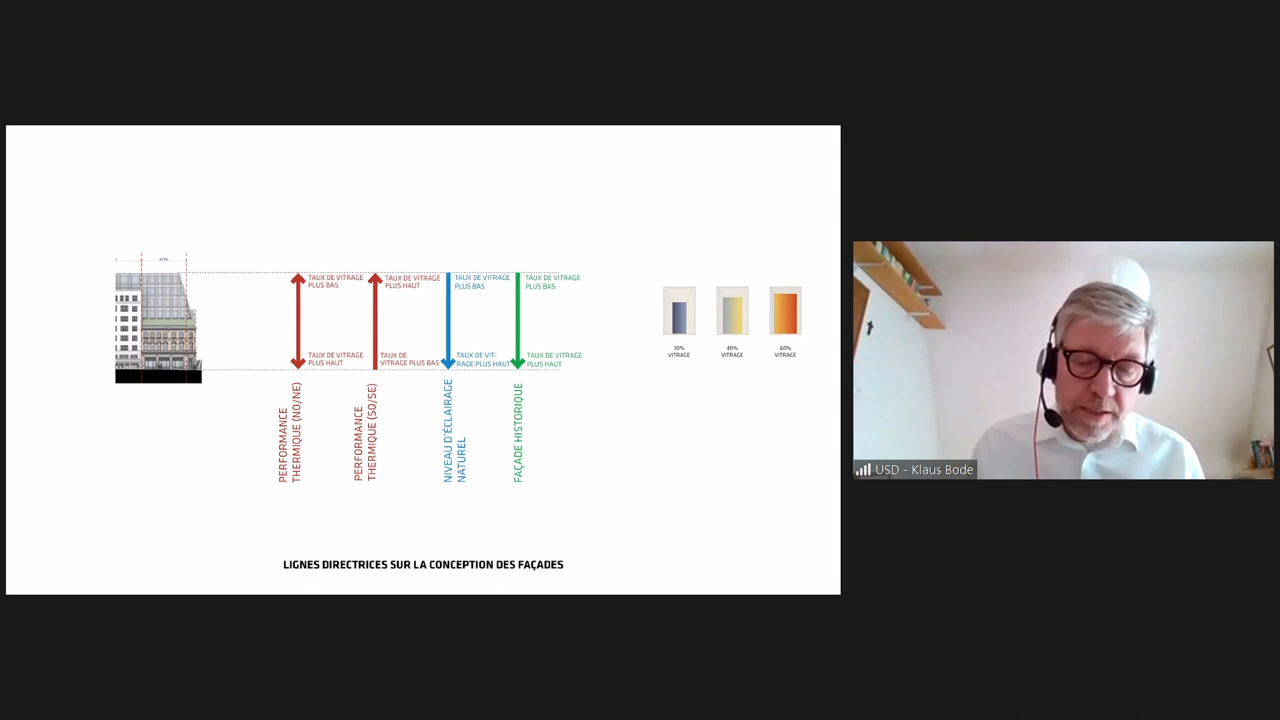 TAUX DE VITRAGE
PLUS BAS
TAUX DE VITRAGE
PLUS HAUT
TAUX DE VITRAGE
PLUS BAS
TAUX DE VITRAGE
PLUS BAS
TAUX DE VITRAGE
PLUS HAUT
TAUX DE
VITRAGE PLUS BAS
TAUX DE VIT-
RAGE PLUS HAUT
TAUX DE VITRAGE
PLUS HAUT
PERFORMANCE
THERMIQUE (NO/NE)
PERFORMANCE
THERMIQUE (SO/SE)
NIVEAU D'ÉCLAIRAGE
NATUREL
FAÇADE HISTORIQUE
40%
VITRAGE
60%
VITRAGE
VITRAGE
LIGNES DIRECTRICES SUR LA CONCEPTION DES FAÇADES
USD - Klaus Bode